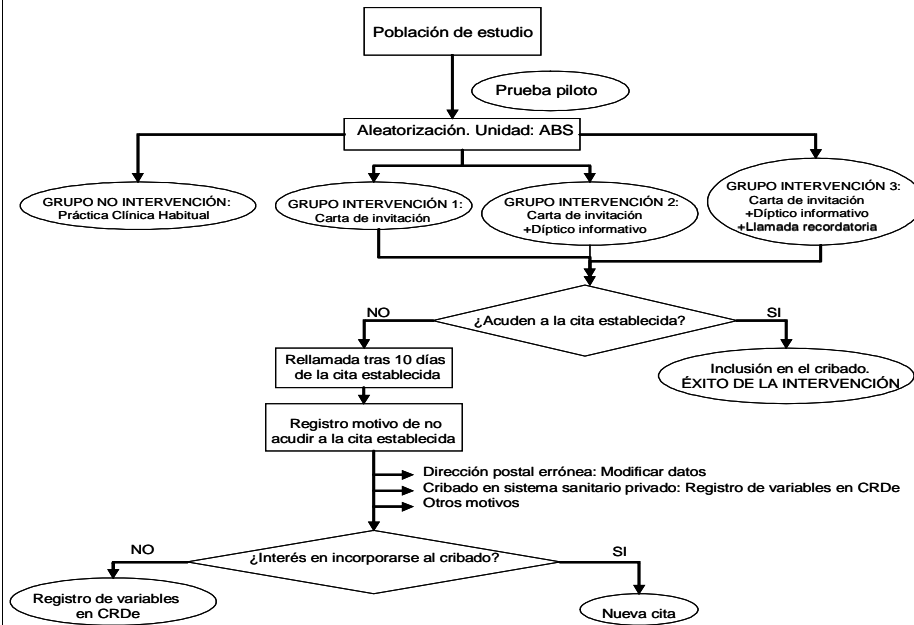 Población de estudio
Prueba piloto
Aleatorización. Unidad: ABS
GRUPO NO INTERVENCIÓN:
Práctica Clínica Habitual
GRUPO INTERVENCIÓN 1:
Carta de invitación
GRUPO INTERVENCIÓN 2:
Carta de invitación
+Díptico informativo
GRUPO INTERVENCIÓN 3:
Carta de invitación
+Díptico informativo
+Llamada recordatoria
¿Acuden a la cita establecida?
NO
SI
Rellamada tras 10 días
de la cita establecida
Inclusión en el cribado.
ÉXITO DE LA INTERVENCIÓN
Registro motivo de no
acudir a la cita establecida
Dirección postal errónea: Modificar datos
Cribado en sistema sanitario privado: Registro de variables en CRDe
Otros motivos
¿Interés en incorporarse al cribado?
NO
SI
Registro de variables
en CRDe
Nueva cita